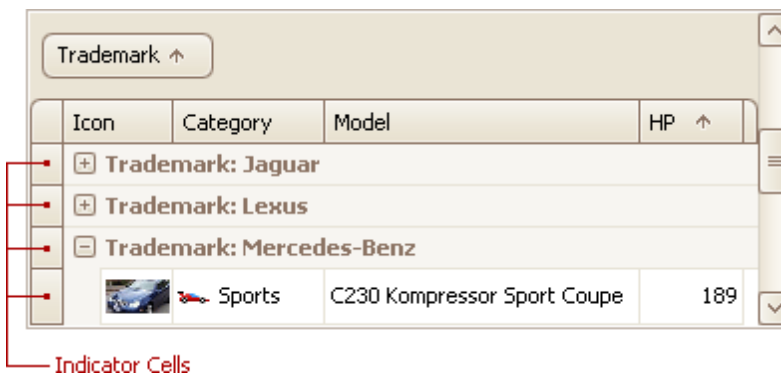 Trademark
Icon Category Model HP
Trademark: Jaguar
Trademark: Lexus
Trademark: Mercedes-Benz
Sports C230 Kompressor Sport Coupe 189
Indicator Cells